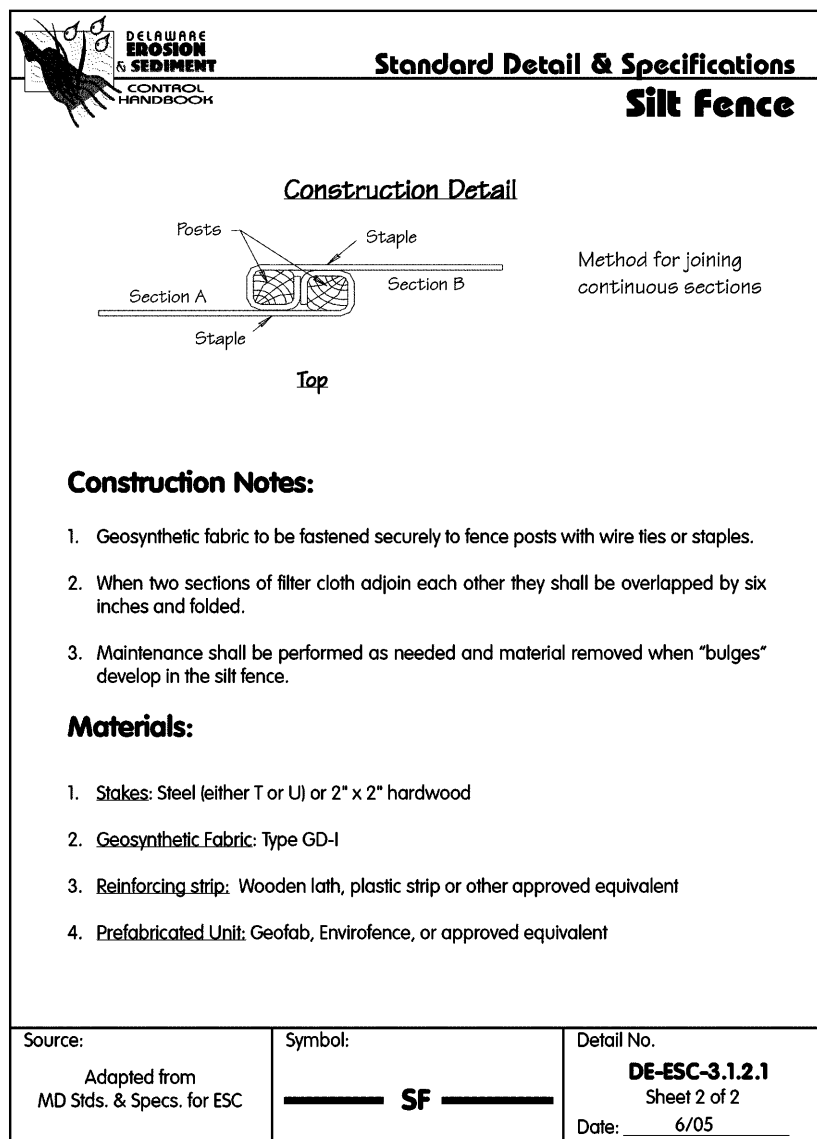 DELAWARE
EROSION
& SEDIMENT
CONTROL
HANDBOOK
Standard Detail & Specifications
Silt Fence
Construction Detail
Posts
Staple
Section A
Section B
Staple
Method for joining
continuous sections
Top
Construction Notes:
1. Geosynthetic fabric to be fastened securely to fence posts with wire ties or staples.
2. When two sections of filter cloth adjoin each other they shall be overlapped by six
inches and folded.
3. Maintenance shall be performed as needed and material removed when "bulges"
develop in the silt fence.
Materials:
1. Stakes: Steel (either T or U) or 2" x 2" hardwood
2. Geosynthetic Fabric: Type GD-I
3. Reinforcing strip: Wooden lath, plastic strip or other approved equivalent
4. Prefabricated Unit: Geofab, Envirofence, or approved equivalent
Source:
Adapted from
MD Stds. & Specs. for ESC
Symbol:
SF
Detail No.
DE-ESC-3.1.2.1
Sheet 2 of 2
Date: 6/05